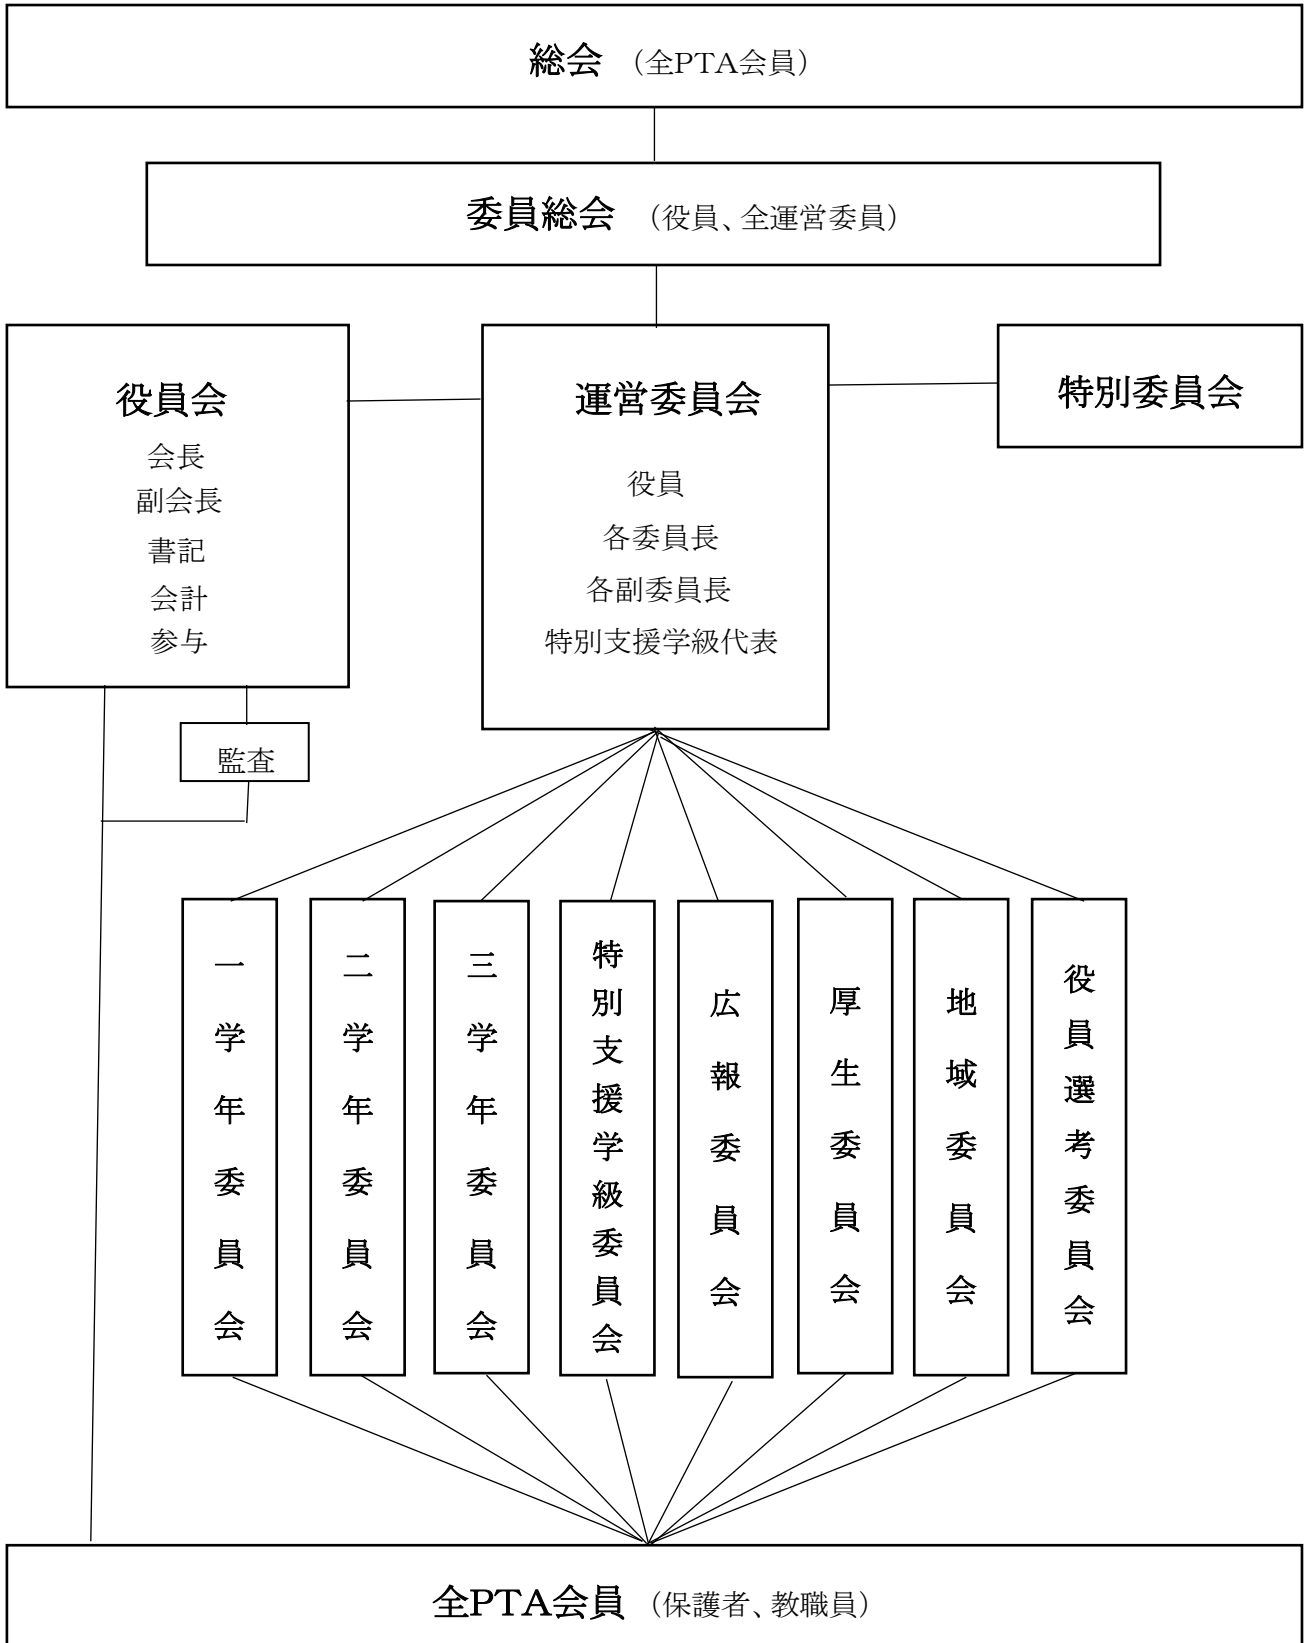 総会 （全PTA会員）
委員総会 （役員、全運営委員）
役員会
会長
副会長
書記
会計
参与
運営委員会
役員
各委員長
各副委員長
特別支援学級代表
特別委員会
監査
一学年委員会
二学年委員会
三学年委員会
特別支援学級委員会
広報委員会
厚生委員会
地域委員会
役員選考委員会
全PTA会員 （保護者、教職員）